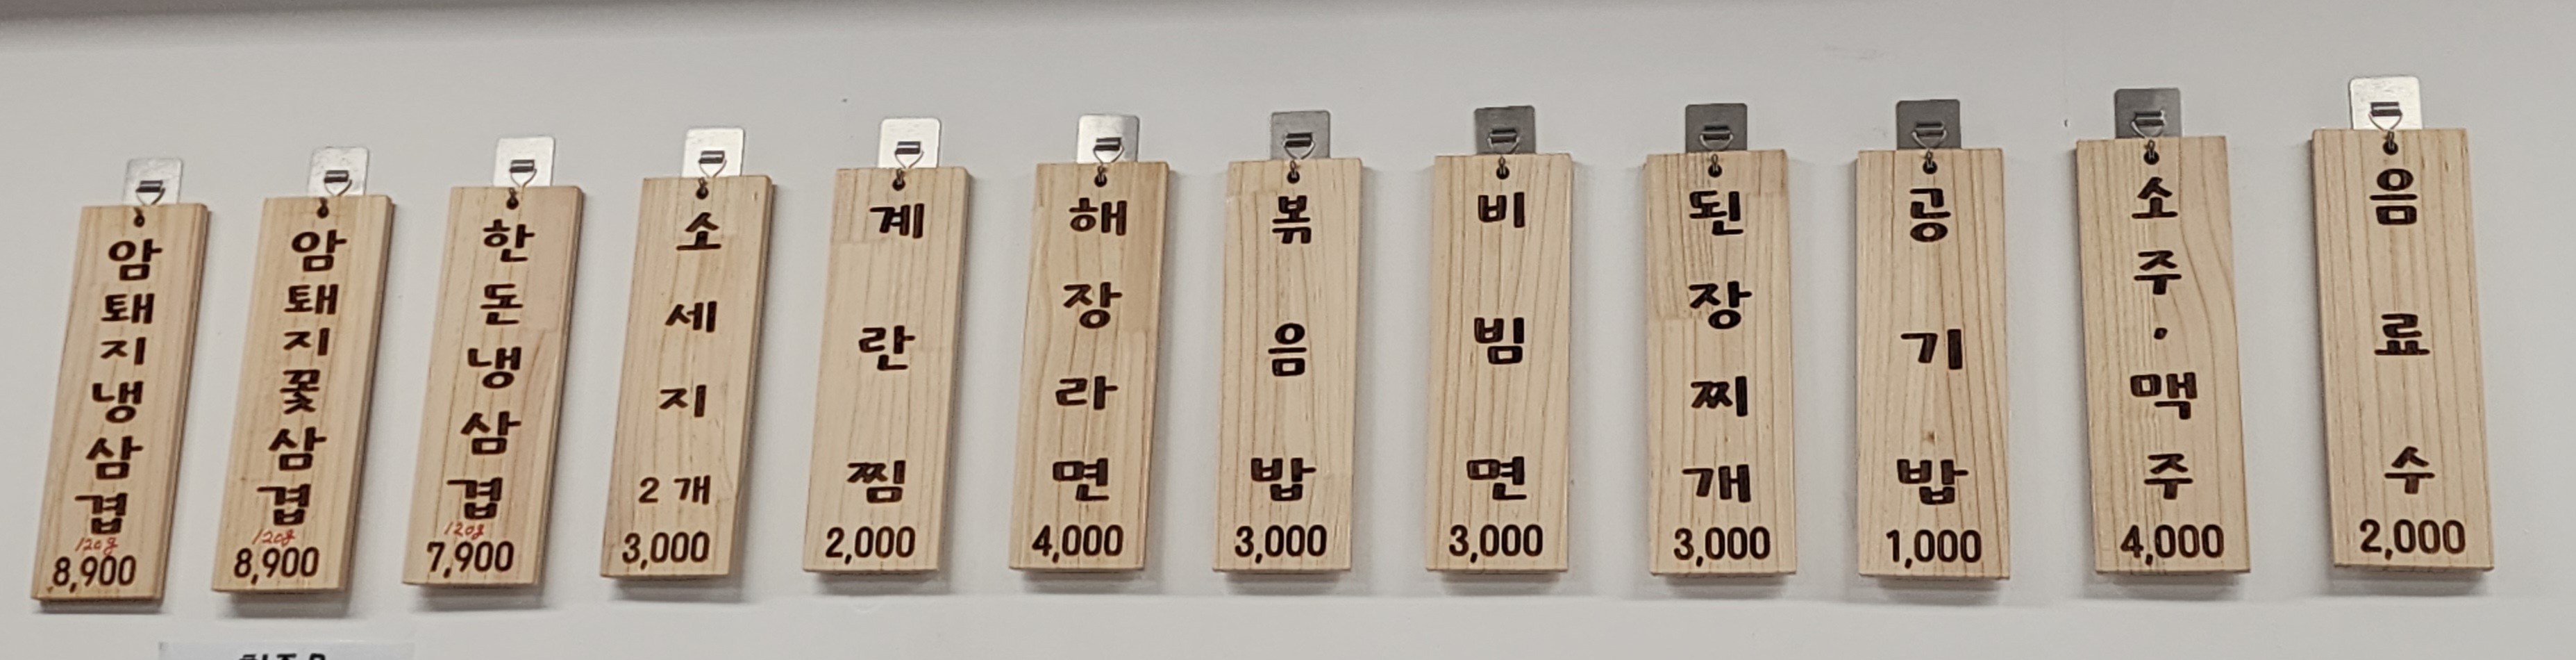 암돼지냉삼겹
120g
8,900
암돼지꽃삼겹
120g
8,900
한돈냉삼겹
120g
7,900
소세지
2개
3,000
계란찜
2,000
해장라면
4,000
볶음밥
3,000
비빔면
3,000
된장찌개
3,000
공기밥
1,000
소주·맥주
4,000
음료수
2,000